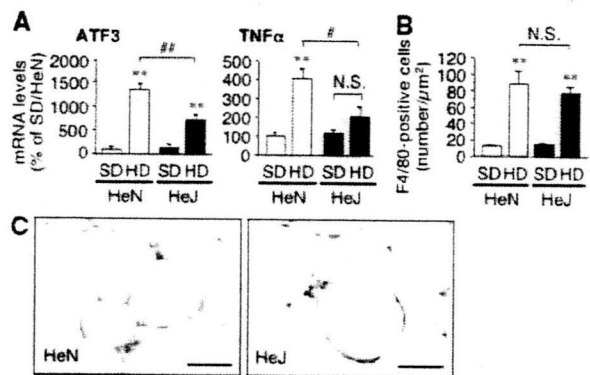 A
ATF3
mRNA levels
(% of SD/HeN)
2000
1500
1000
500
0
##
**
**
SD HD SD HD
HeN HeJ
TNFα
500
400
300
200
100
0
#
**
N.S.
SD HD SD HD
HeN HeJ
B
F4/80-positive cells
(number/μm²)
120
100
80
60
40
20
0
N.S.
**
**
SD HD SD HD
HeN HeJ
C
HeN
HeJ